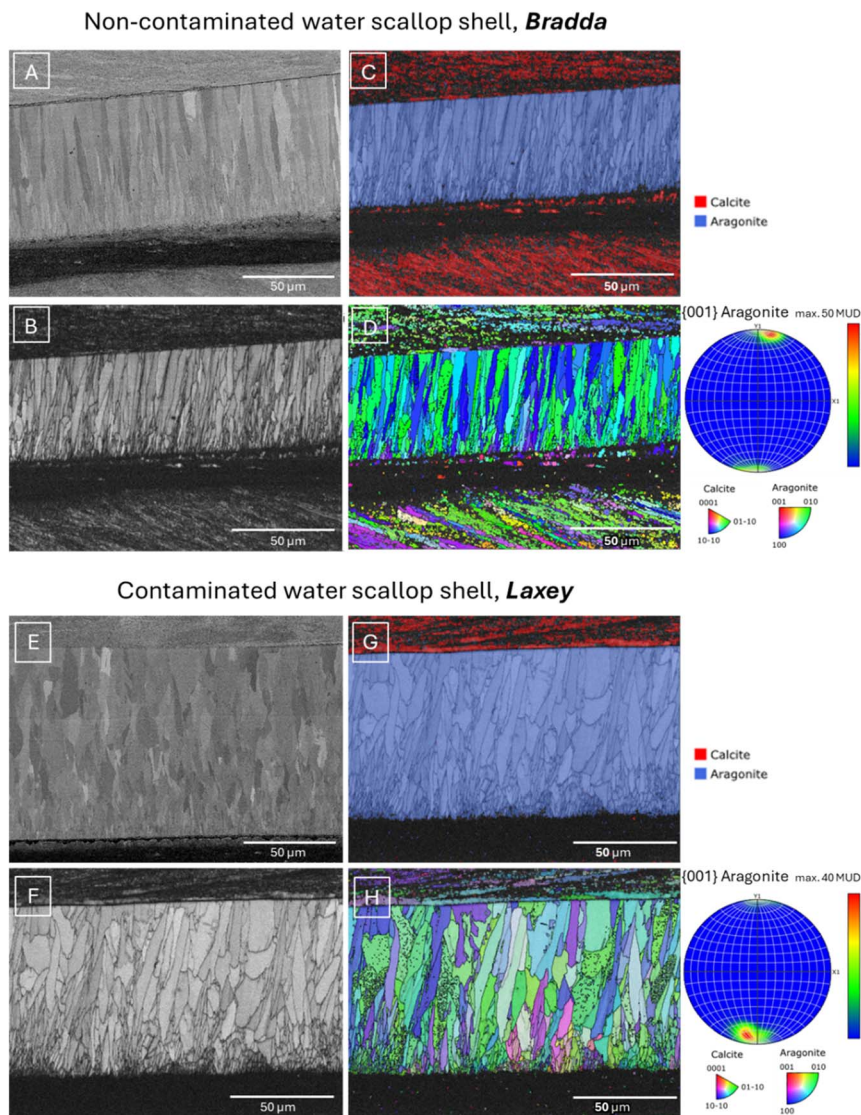 Non-contaminated water scallop shell, Bradda
A
50 µm
C
50 µm
Calcite
Aragonite
B
50 µm
D
50 µm
{001} Aragonite max. 50 MUD
Y1
X1
Calcite
0001
01-10
10-10
Aragonite
001 010
100
Contaminated water scallop shell, Laxey
E
50 µm
G
50 µm
Calcite
Aragonite
F
50 µm
H
50 µm
{001} Aragonite max. 40 MUD
Y1
X1
Calcite
0001
01-10
10-10
Aragonite
001 010
100